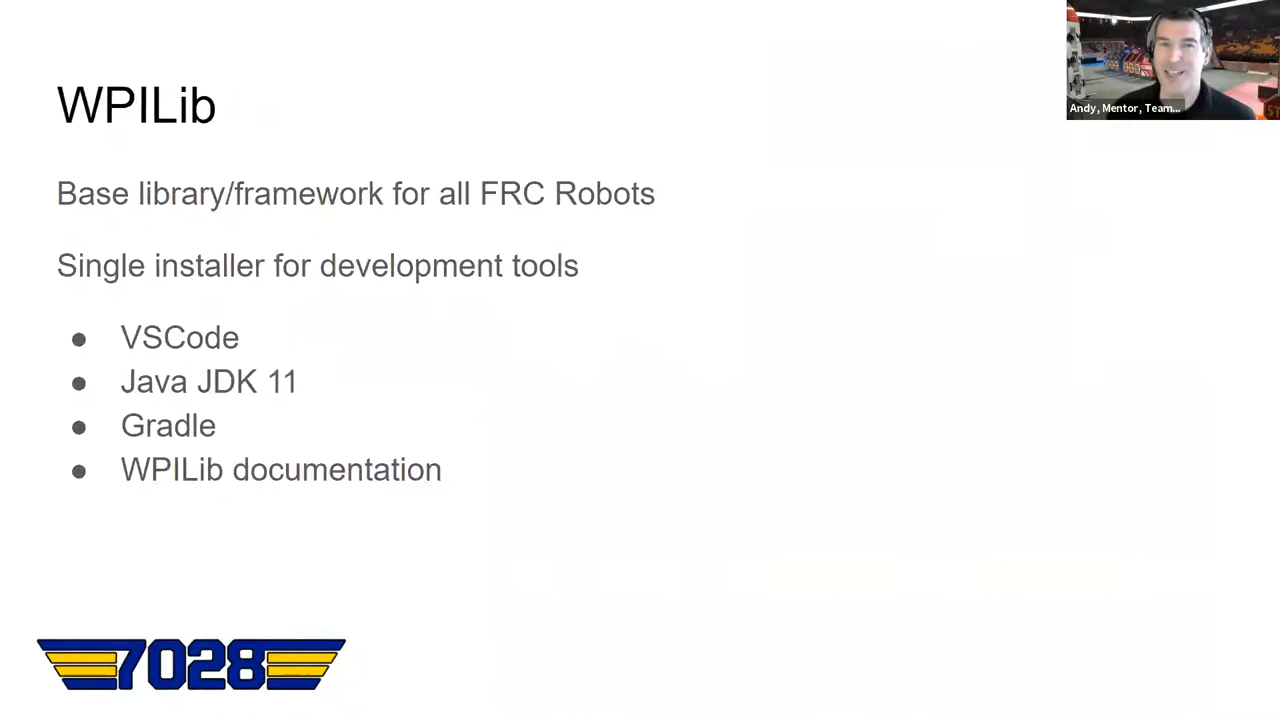 WPILib
Base library/framework for all FRC Robots
Single installer for development tools
● VSCode
● Java JDK 11
● Gradle
● WPILib documentation
Andy, Mentor, Team...
7028